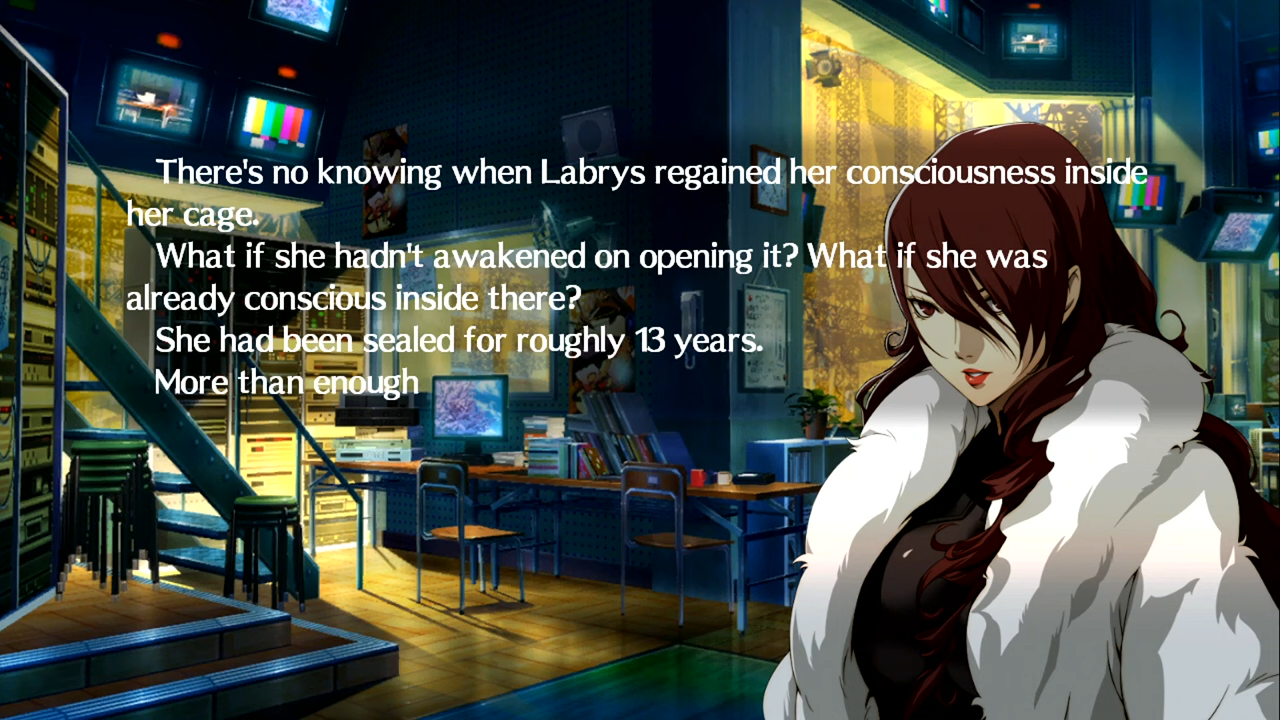 There's no knowing when Labrys regained her consciousness inside
her cage.
What if she hadn't awakened on opening it? What if she was
already conscious inside there?
She had been sealed for roughly 13 years.
More than enough